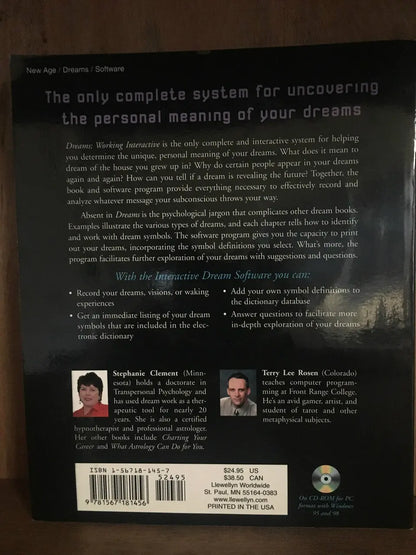 New Age / Dreams / Software
The only complete system for uncovering
the personal meaning of your dreams
Dreams: Working Interactive is the only complete and interactive system for helping
you determine the unique, personal meaning of your dreams. What does it mean to
dream of the house you grew up in? Why do certain people appear in your dreams
again and again? How can you tell if a dream is revealing the future? Together, the
book and software program provide everything necessary to effectively record and
analyze whatever message your subconscious throws your way.
Absent in Dreams is the psychological jargon that complicates other dream books.
Examples illustrate the various types of dreams, and each chapter tells how to identify
and work with dream symbols. The software program gives you the capacity to print
out your dreams, incorporating the symbol definitions you select. What's more, the
program facilitates further exploration of your dreams with suggestions and questions.
With the Interactive Dream Software you can:
• Record your dreams, visions, or waking
experiences
• Get an immediate listing of your dream
symbols that are included in the elec-
tronic dictionary
• Add your own symbol definitions to
the dictionary database
• Answer questions to facilitate more
in-depth exploration of your dreams
Stephanie Clement (Minn-
esota) holds a doctorate in
Transpersonal Psychology and
has used dream work as a ther-
apeutic tool for nearly 20
years. She is also a certified
hypnotherapist and professional astrologer.
Her other books include Charting Your
Career and What Astrology Can Do for You.
Terry Lee Rosen (Colorado)
teaches computer programming
at Front Range College.
He's an avid gamer, artist, and
student of tarot and other
metaphysical subjects.
ISBN 1-56718-145-7
52495
9 781567 181456
$24.95 US
$38.50 CAN
Llewellyn Worldwide
St. Paul, MN 55164-0383
www.llewellyn.com
PRINTED IN THE USA
On CD-ROM for PC
format with Windows
95 and 98